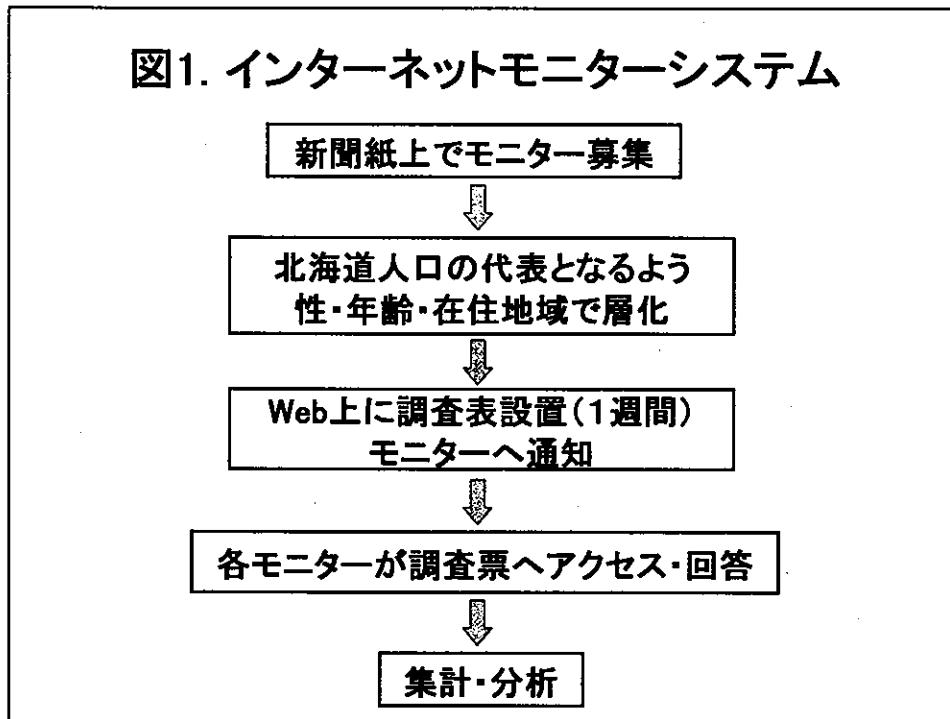 図1. インターネットモニターシステム
新聞紙上でモニター募集
北海道人口の代表となるよう
性・年齢・在住地域で層化
Web上に調査表設置(1週間)
モニターへ通知
各モニターが調査票へアクセス・回答
集計・分析